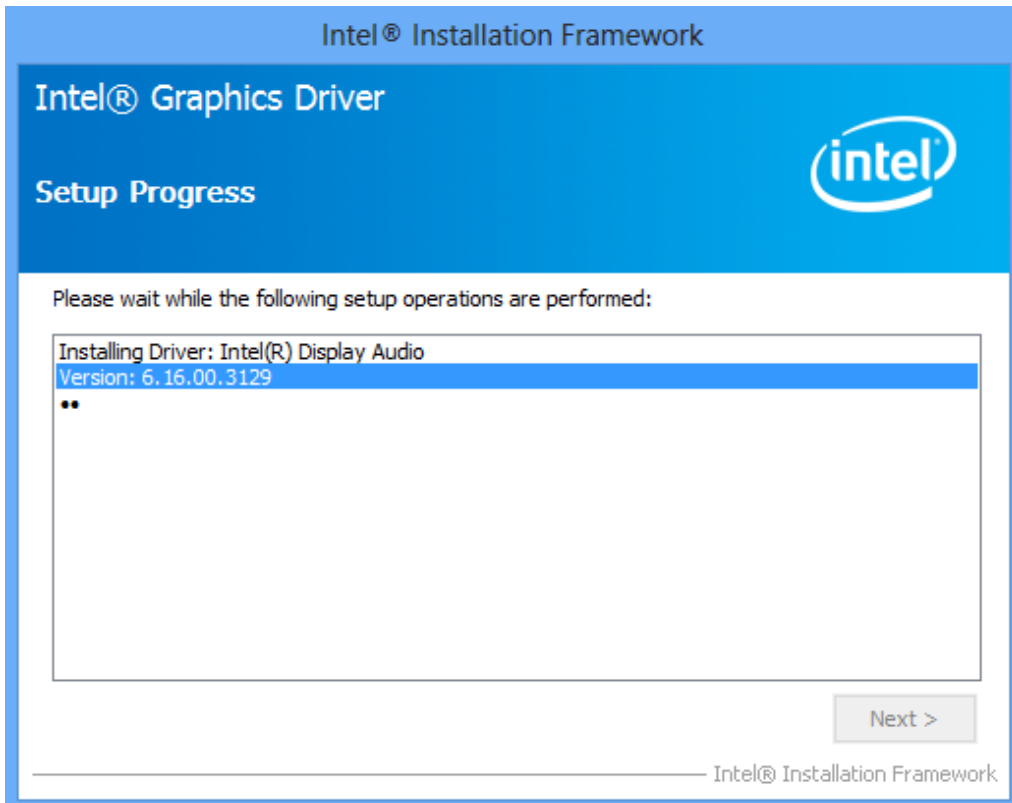 Intel® Installation Framework
Intel® Graphics Driver
intel
Setup Progress
Please wait while the following setup operations are performed:
Installing Driver: Intel(R) Display Audio
Version: 6.16.00.3129
••
Next >
Intel® Installation Framework